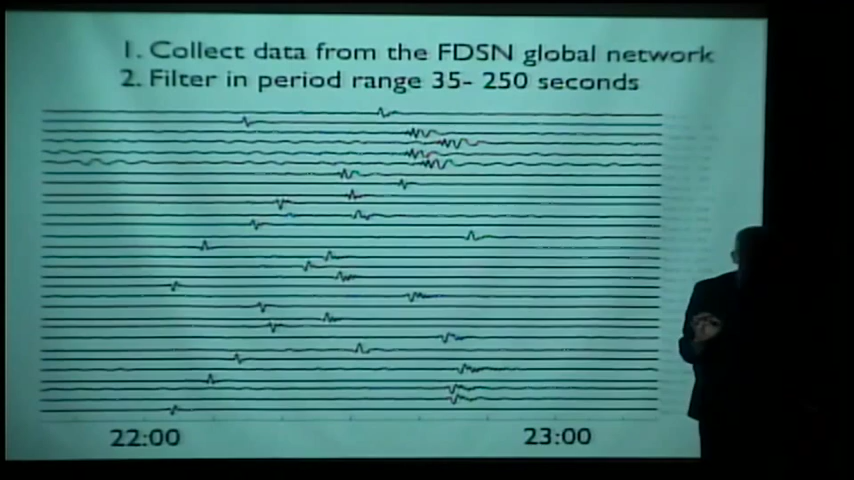 1. Collect data from the FDSN global network
2. Filter in period range 35- 250 seconds
22:00
23:00